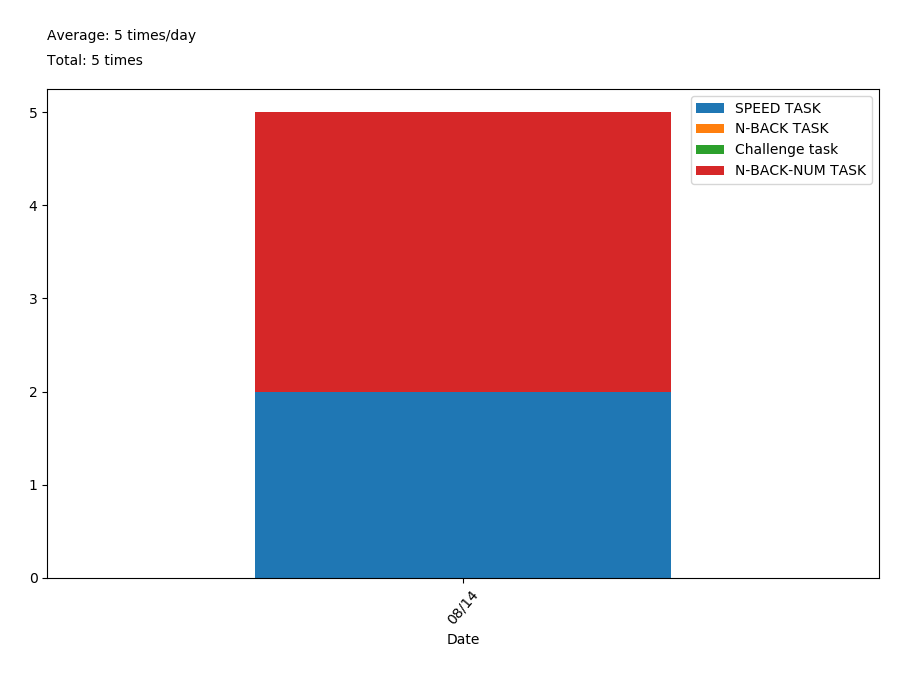 Average: 5 times/day
Total: 5 times
SPEED TASK
N-BACK TASK
Challenge task
N-BACK-NUM TASK
5
4
3
2
1
0
08/14
Date